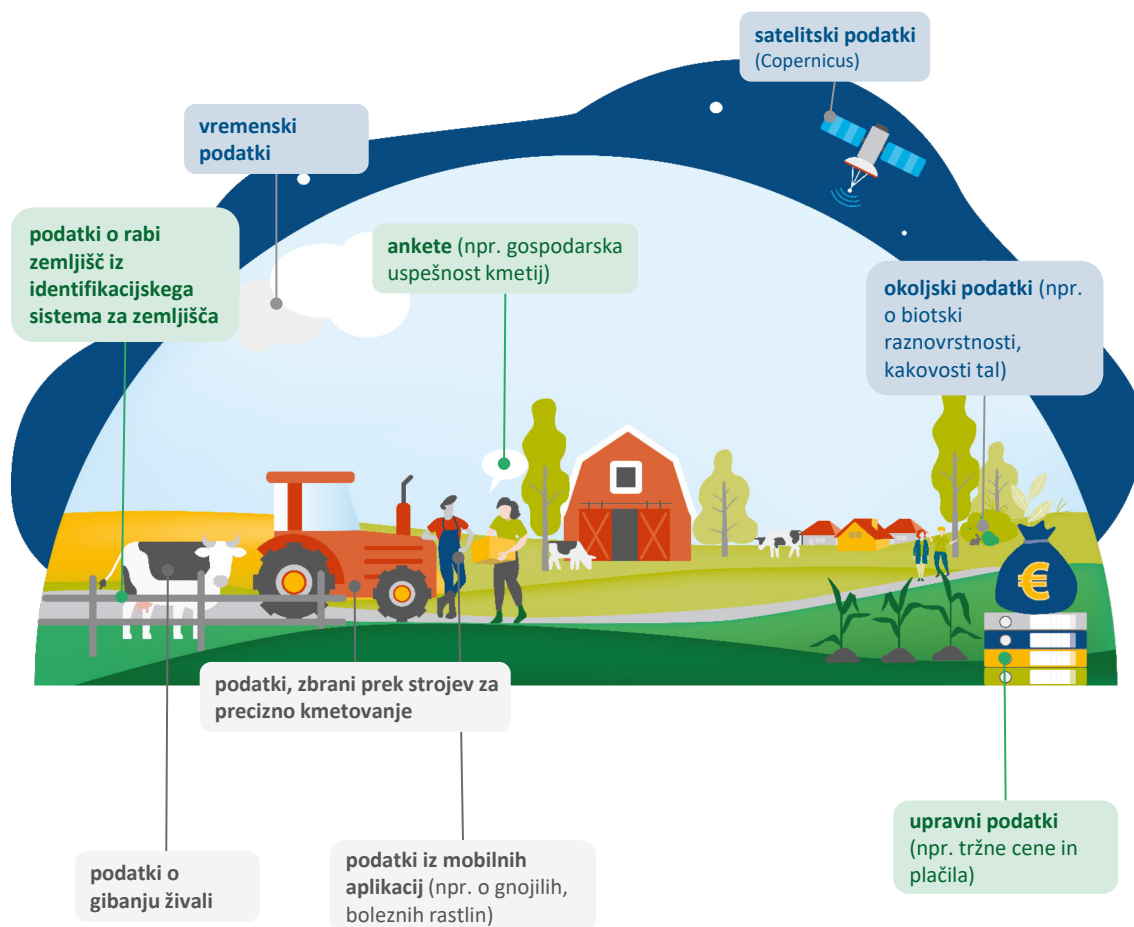 satelitski podatki
(Copernicus)
vremenski
podatki
podatki o rabi
zemljišč iz
identifikacijskega
sistema za zemljišča
ankete (npr. gospodarska
uspešnost kmetij)
okoljski podatki (npr.
o biotski
raznovrstnosti,
kakovosti tal)
€
podatki, zbrani prek strojev za
precizno kmetovanje
upravni podatki
(npr. tržne cene in
plačila)
podatki o
gibanju živali
podatki iz mobilnih
aplikacij (npr. o gnojilih,
boleznih rastlin)